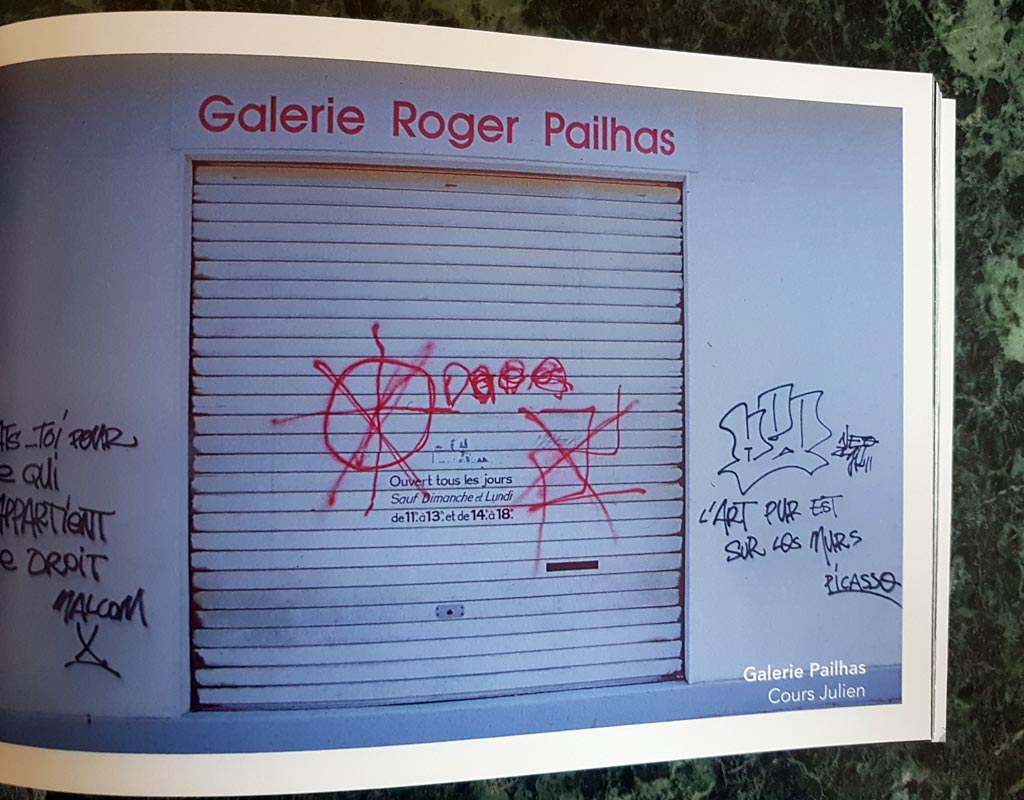 Galerie Roger Pailhas
Ouvert tous les jours
Sauf Dimanche et Lundi
de 11h à 13h et de 14h à 18h
TOI POUR
QUI
APPARTIENT
DROIT
MALCOM
X
L'ART PUR EST
SUR LES MURS
PICASSO
Galerie Pailhas
Cours Julien